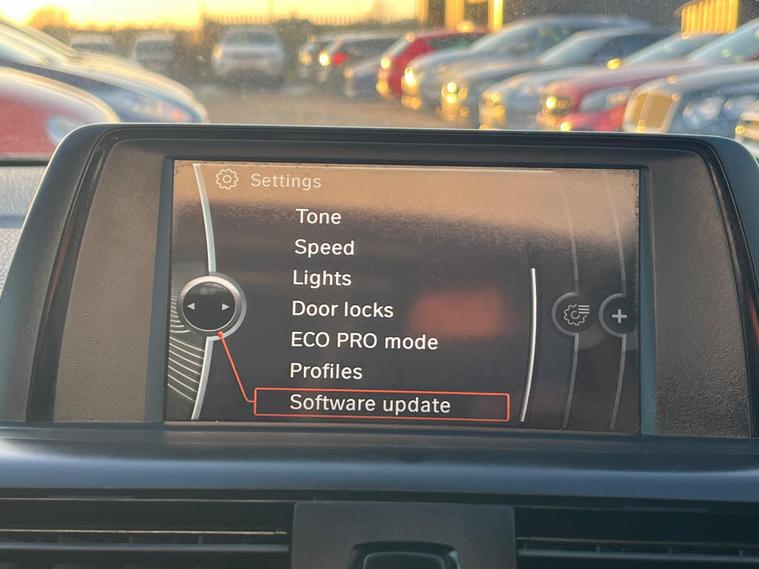 Settings
Tone
Speed
Lights
Door locks
ECO PRO mode
Profiles
Software update